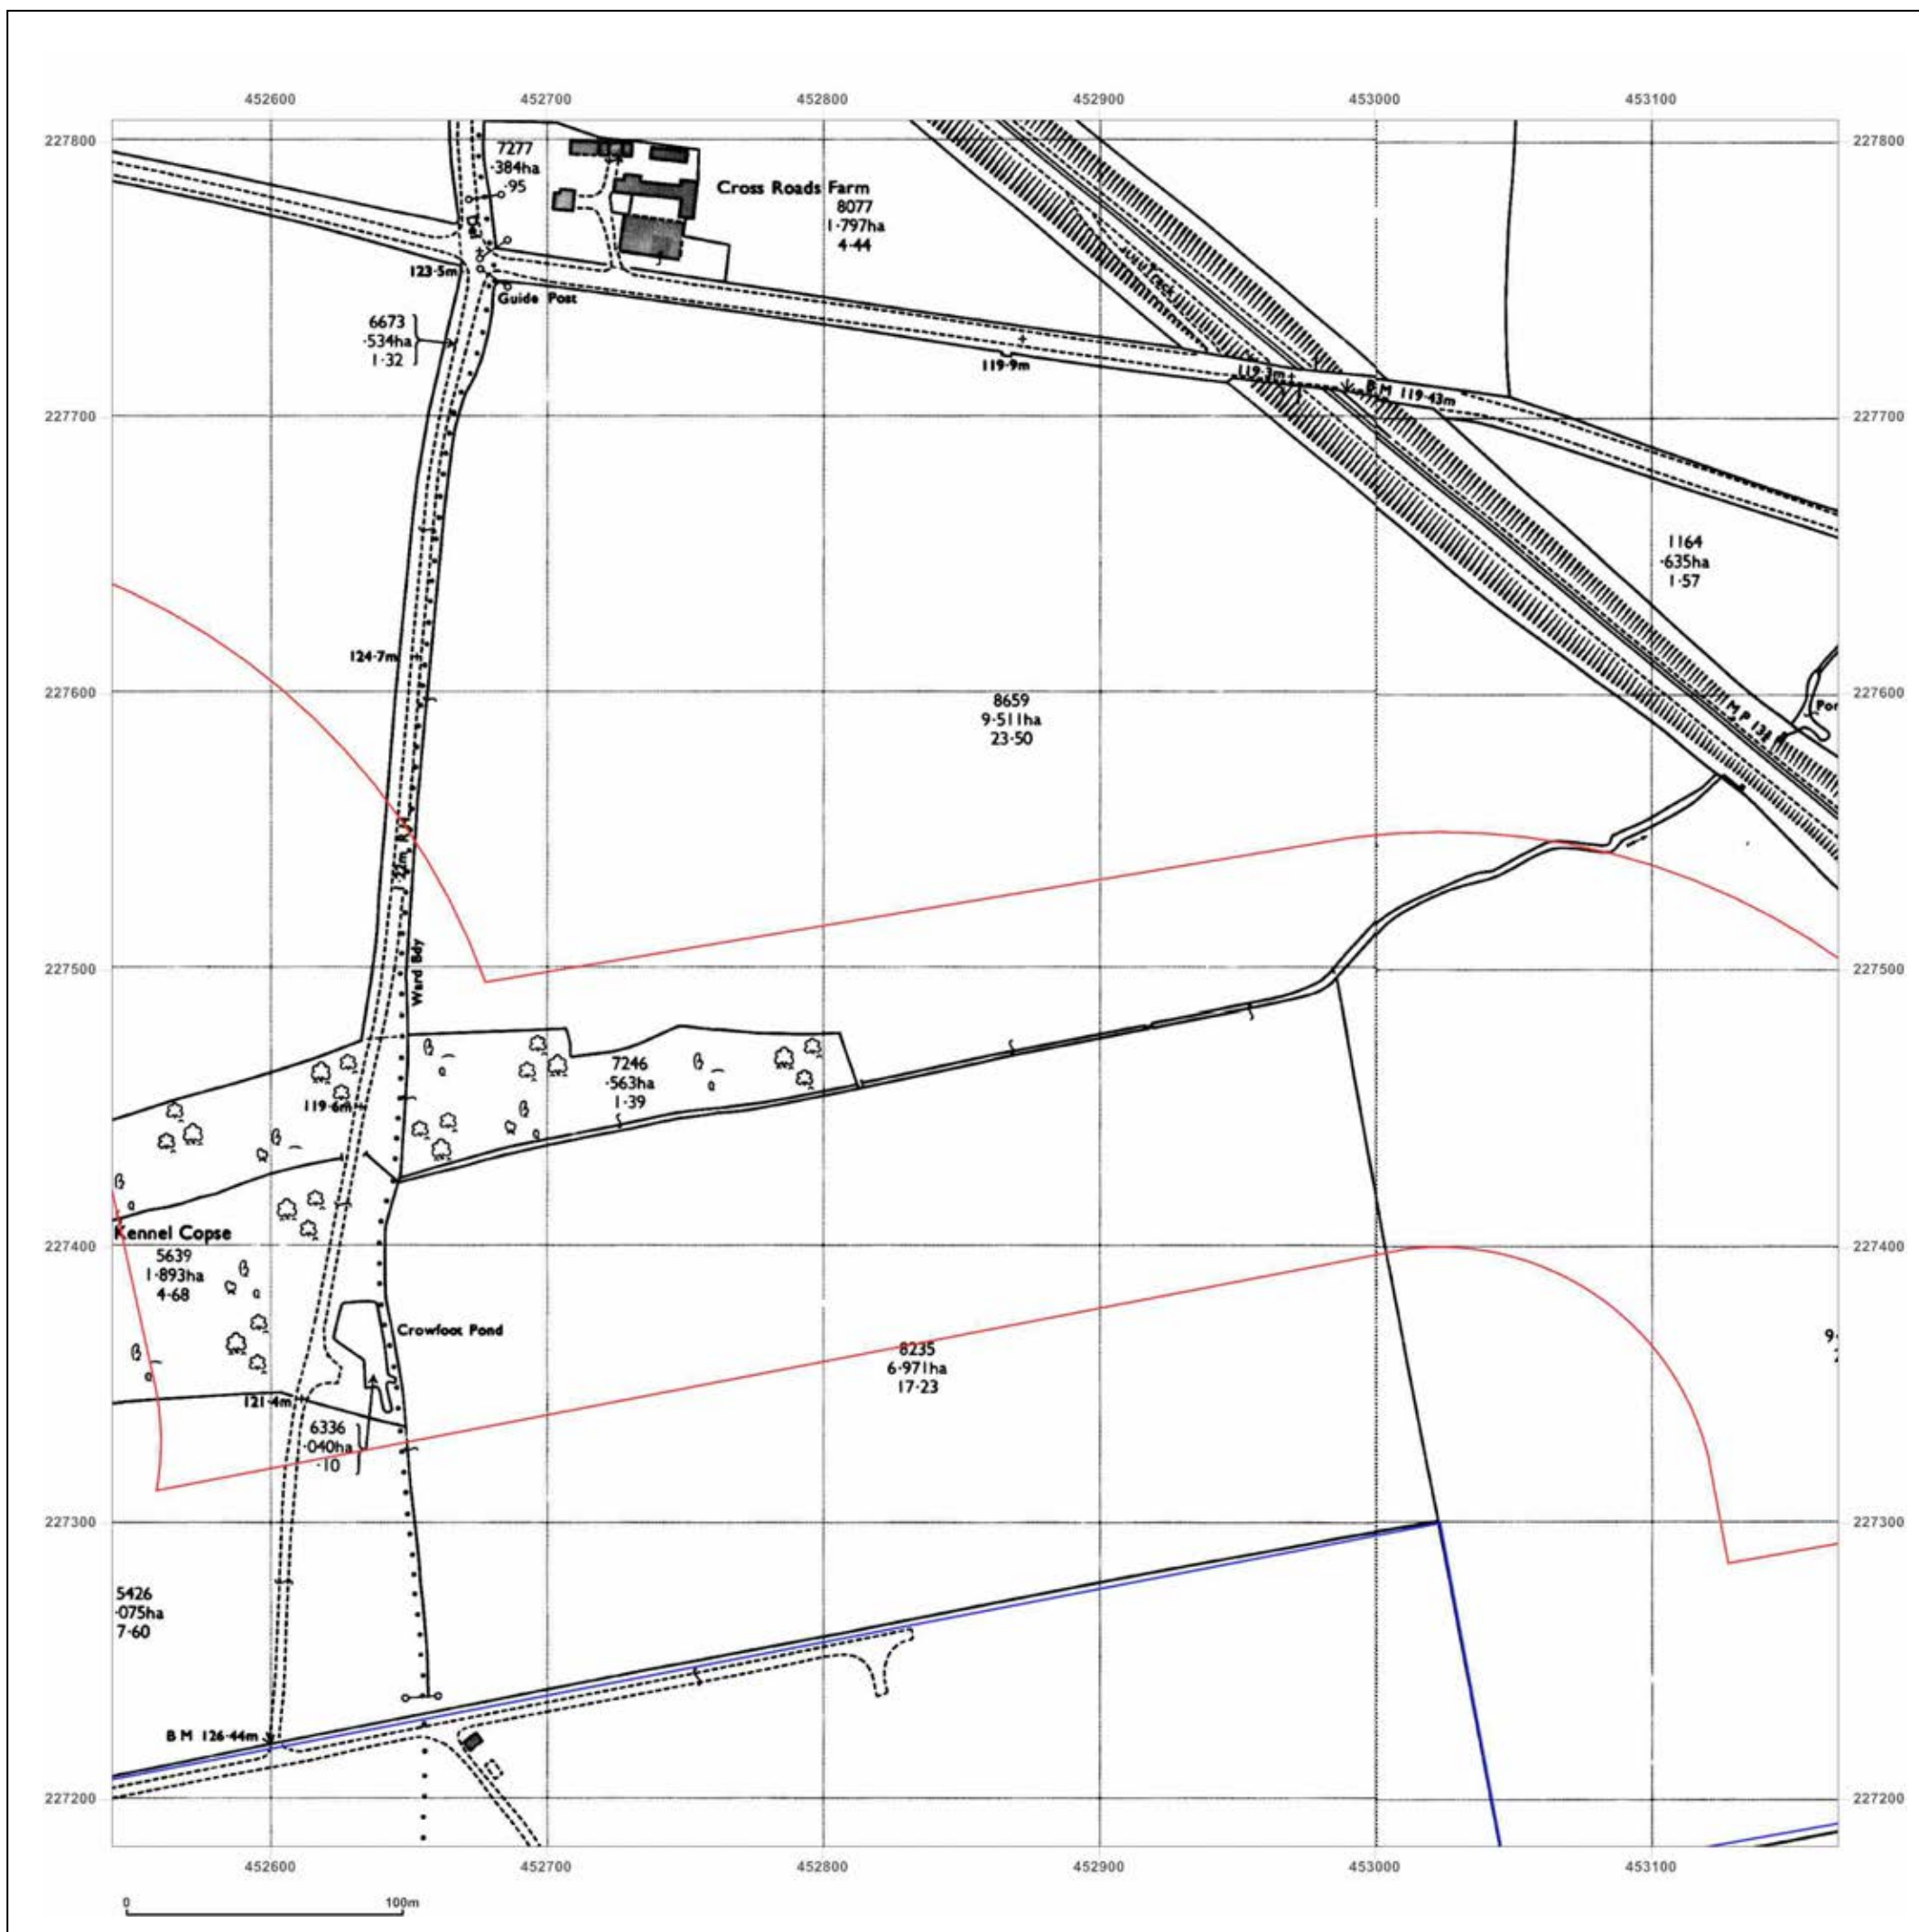 452600 452700 452800 452900 453000 453100
227800 227800
7277
·384ha
·95
Cross Roads Farm
8077
1·797ha
4·44
123·5m
Guide Post
6673
·534ha
1·32
119·9m
119·3m
B M 119·43m
227700 227700
1164
·635ha
1·57
124·7m
227600 227600
8659
9·511ha
23·50
M P 13¾
1·22m R H
Ward Bdy
227500 227500
7246
·563ha
1·39
119·6m
Kennel Copse
5639
1·893ha
4·68
227400 227400
Crowfoot Pond
8235
6·971ha
17·23
121·4m
6336
·040ha
·10
227300 227300
5426
·075ha
7·60
B M 126·44m
227200 227200
452600 452700 452800 452900 453000 453100
0 100m